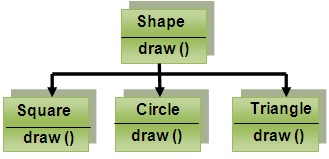 Shape
draw ()
Square
draw ()
Circle
draw ()
Triangle
draw ()